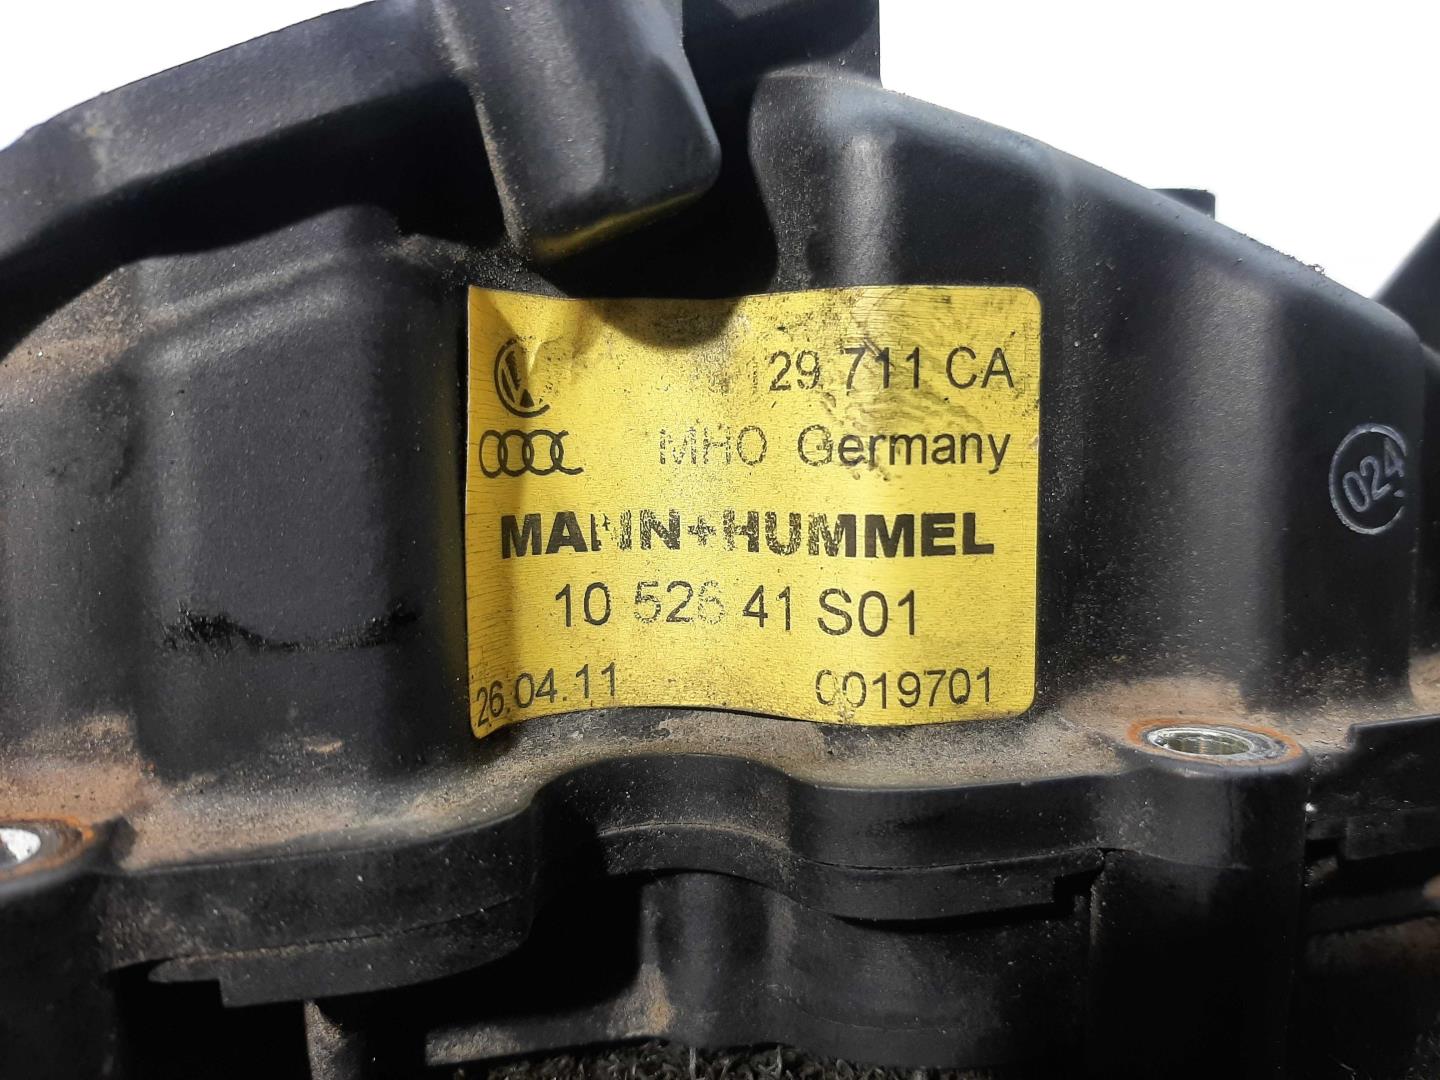 29 711 CA
MHO Germany
MANN+HUMMEL
10 526 41 S01
26.04.11 0019701
024